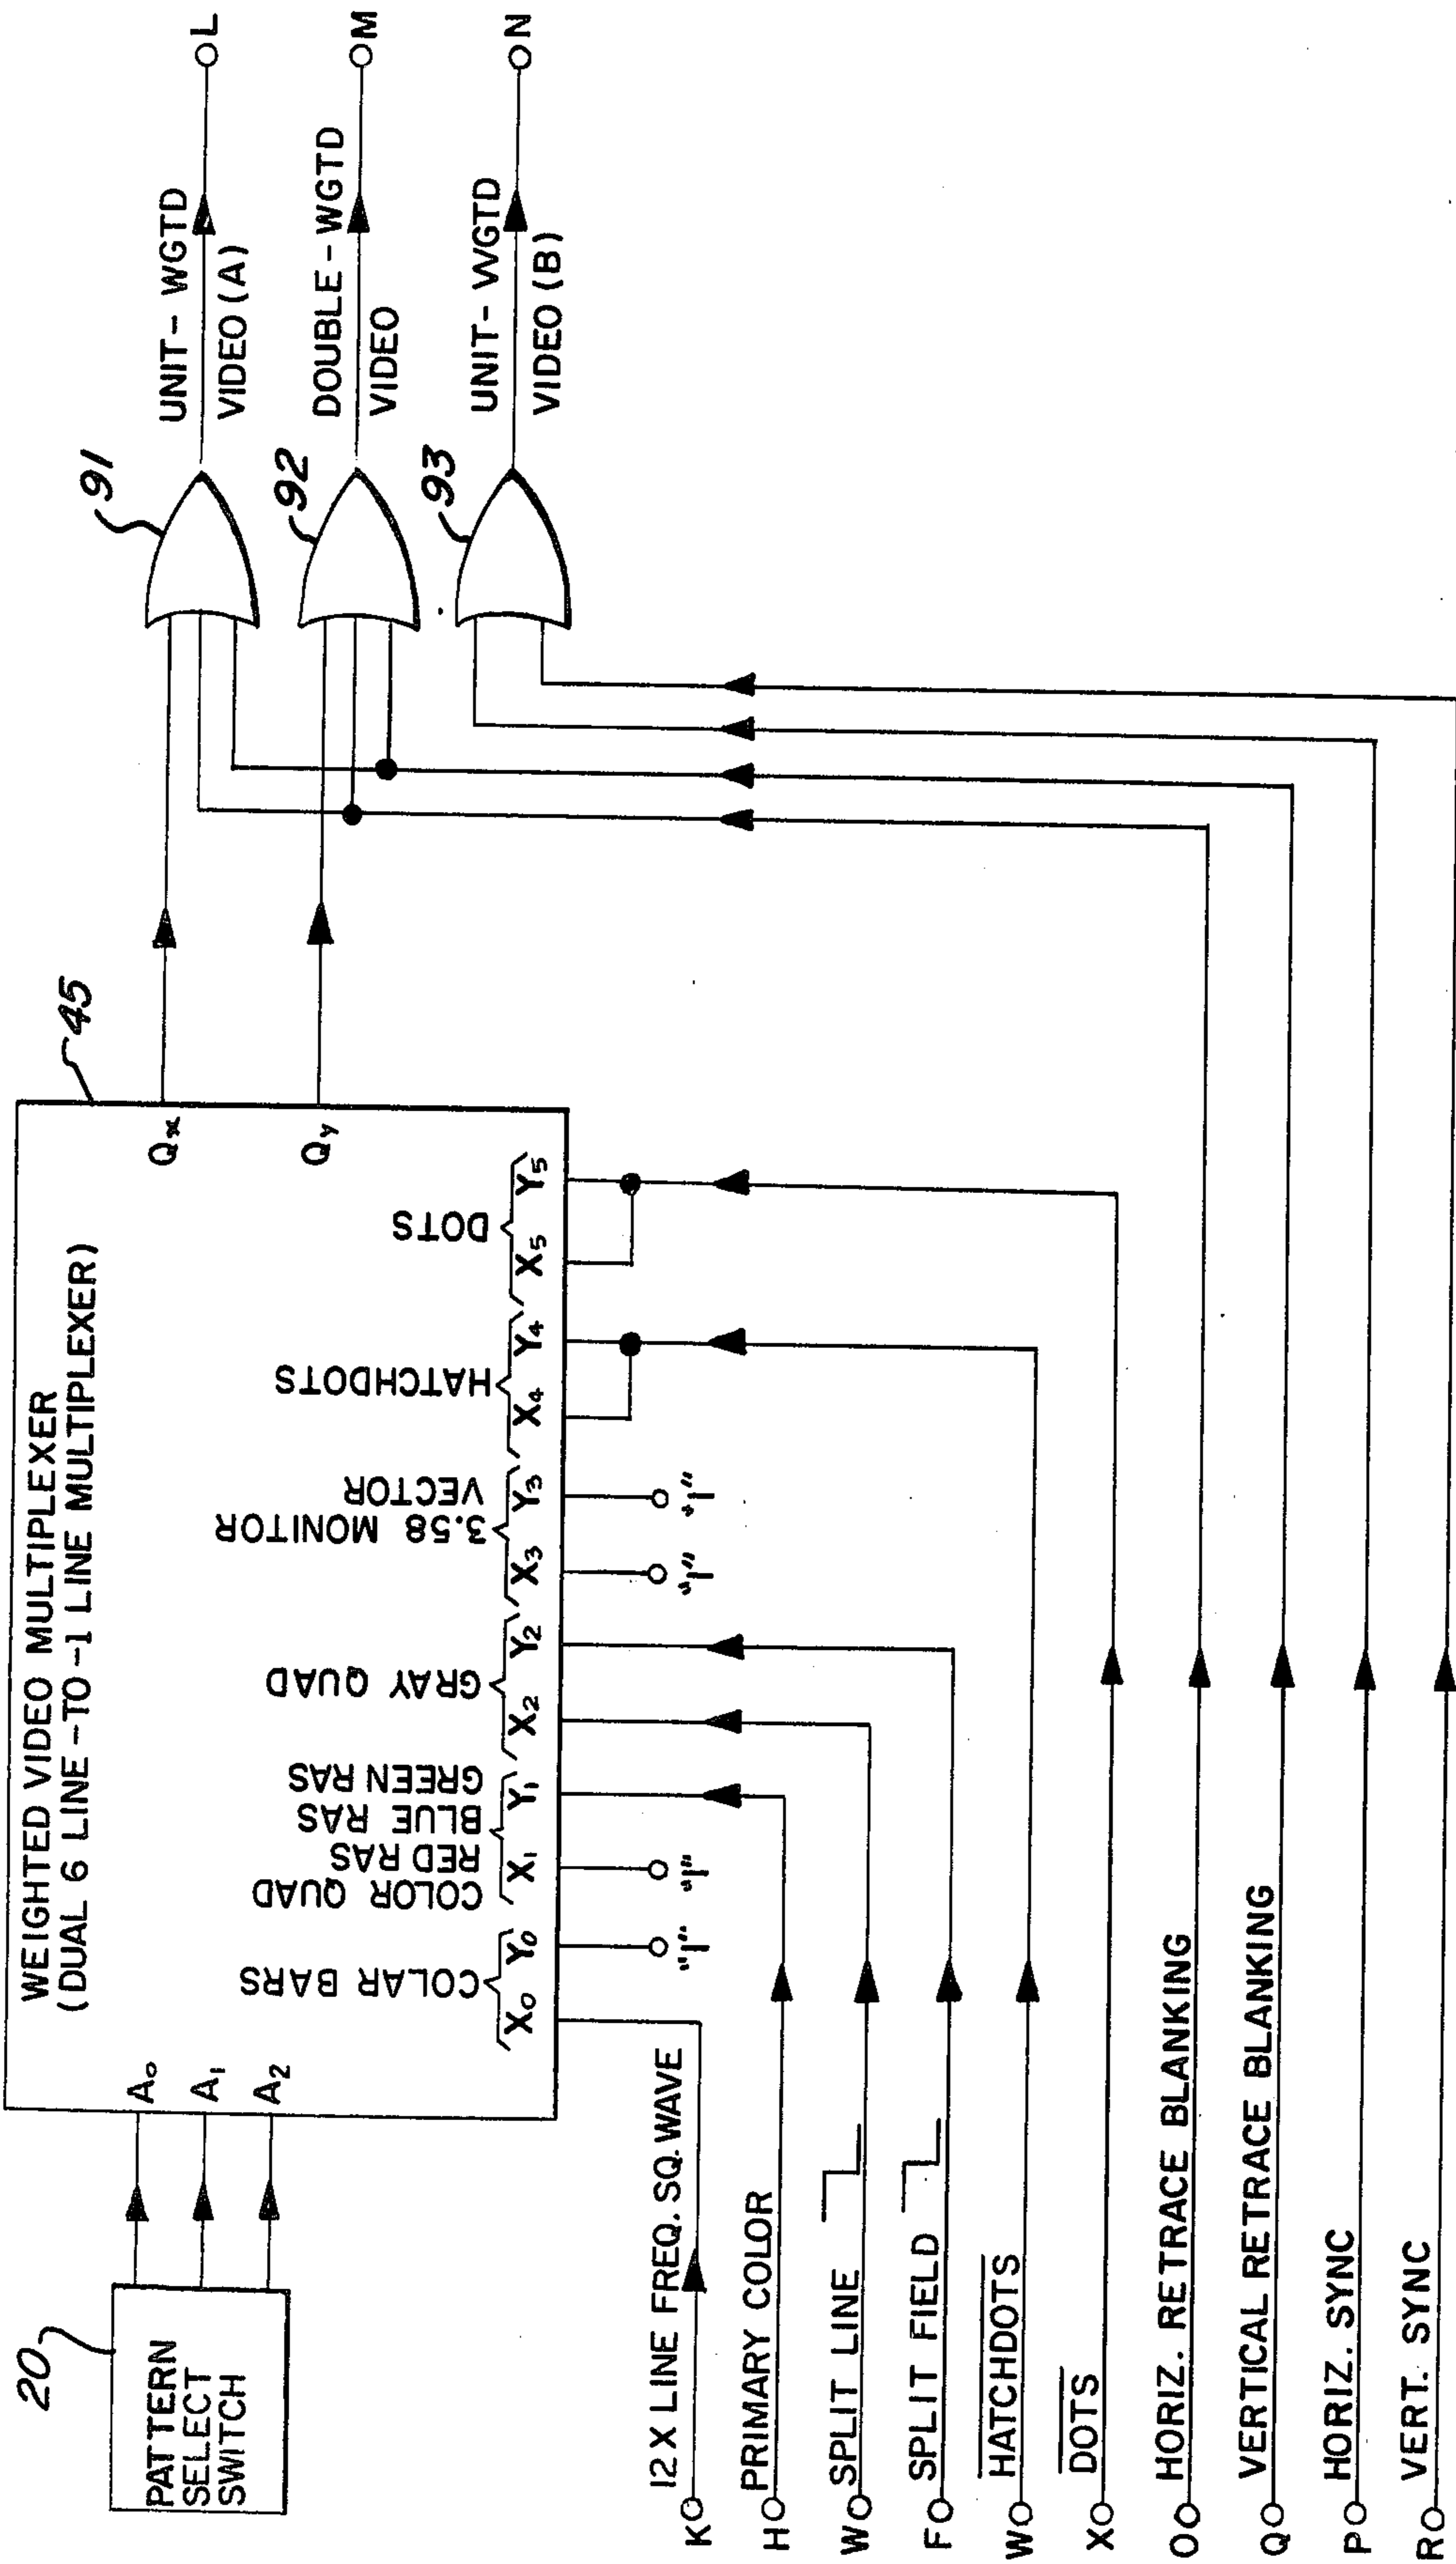 20
PATTERN
SELECT
SWITCH
A0
A1
A2
WEIGHTED VIDEO MULTIPLEXER
(DUAL 6 LINE-TO-1 LINE MULTIPLEXER)
45
Qx
Qy
COLAR BARS
X0 Y0
COLOR QUAD
RED RAS
BLUE RAS
GREEN RAS
X1 Y1
GRAY QUAD
X2 Y2
3.58 MONITOR
VECTOR
X3 Y3
HATCHDOTS
X4 Y4
DOTS
X5 Y5
"1"
"1"
"1"
"1"
91
92
93
UNIT-WGTD
VIDEO (A)
L
DOUBLE-WGTD
VIDEO
M
UNIT-WGTD
VIDEO (B)
N
K 12 X LINE FREQ. SQ. WAVE
H PRIMARY COLOR
W SPLIT LINE
F SPLIT FIELD
W HATCHDOTS
X DOTS
O HORIZ. RETRACE BLANKING
Q VERTICAL RETRACE BLANKING
P HORIZ. SYNC
R VERT. SYNC